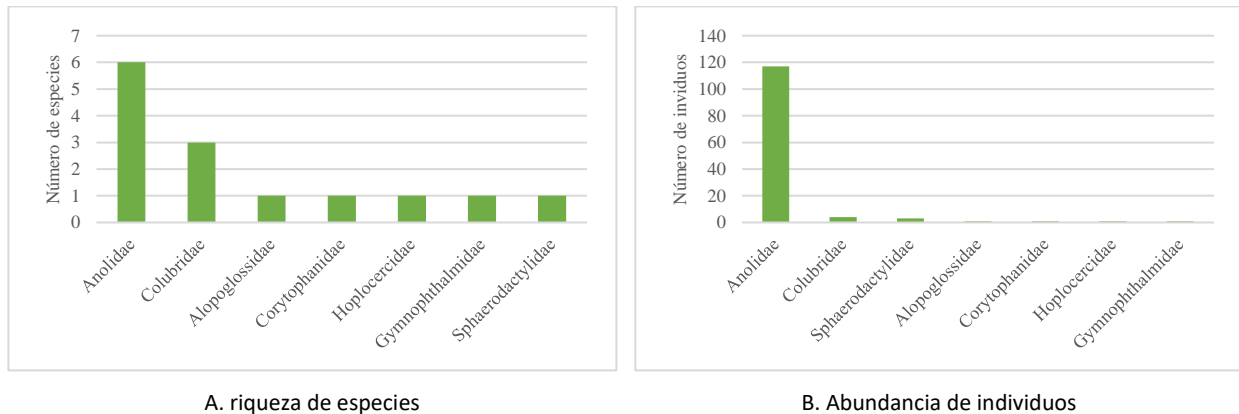 Número de especies
7
6
5
4
3
2
1
0
Anolidae
Colubridae
Alopoglossidae
Corytophanidae
Hoplocercidae
Gymnophthalmidae
Sphaerodactylidae
A. riqueza de especies
Número de inviduos
140
120
100
80
60
40
20
0
Anolidae
Colubridae
Sphaerodactylidae
Alopoglossidae
Corytophanidae
Hoplocercidae
Gymnophthalmidae
B. Abundancia de individuos